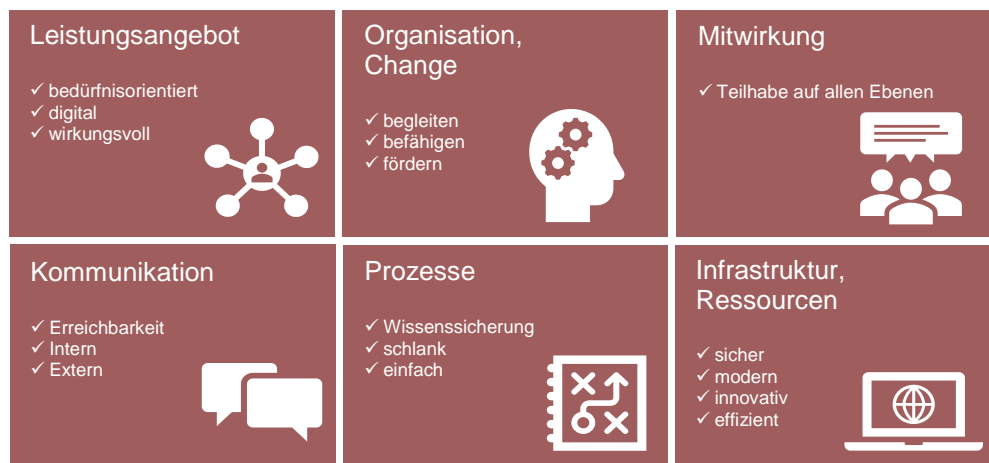 Leistungsangebot
✓ bedürfnisorientiert
✓ digital
✓ wirkungsvoll
Organisation,
Change
✓ begleiten
✓ befähigen
✓ fördern
Mitwirkung
✓ Teilhabe auf allen Ebenen
Kommunikation
✓ Erreichbarkeit
✓ Intern
✓ Extern
Prozesse
✓ Wissenssicherung
✓ schlank
✓ einfach
Infrastruktur,
Ressourcen
✓ sicher
✓ modern
✓ innovativ
✓ effizient